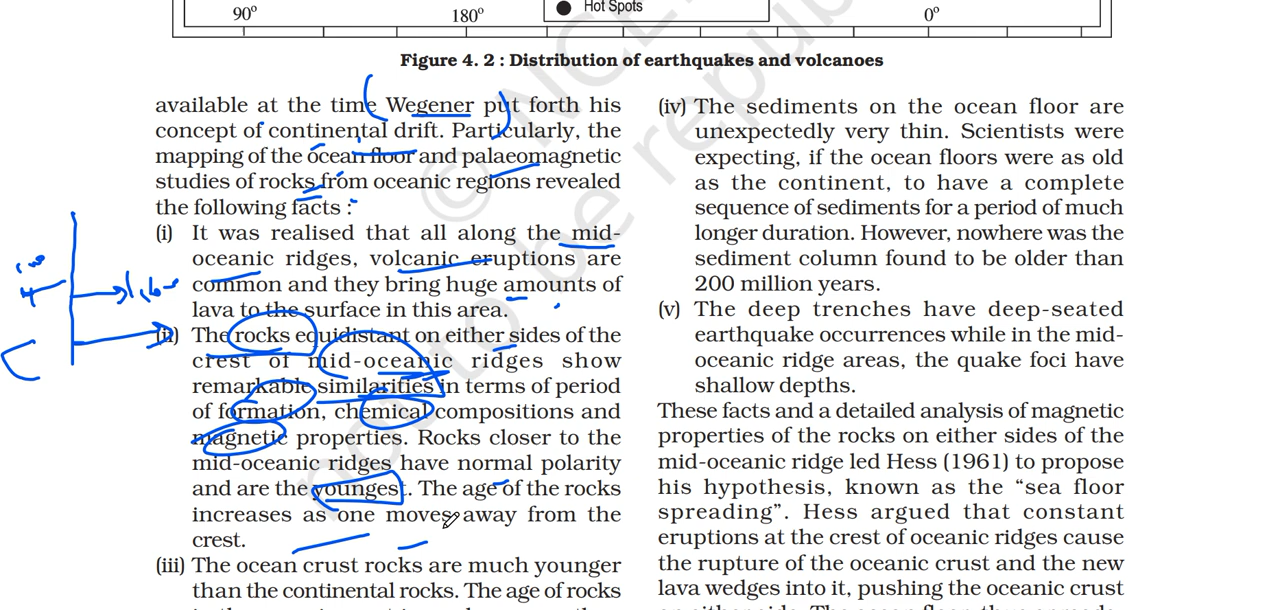 Hot Spots
90⁰
180⁰
0⁰
Figure 4. 2 : Distribution of earthquakes and volcanoes
available at the time Wegener put forth his
concept of continental drift. Particularly, the
mapping of the ocean floor and palaeomagnetic
studies of rocks from oceanic regions revealed
the following facts :
(i) It was realised that all along the mid-
oceanic ridges, volcanic eruptions are
common and they bring huge amounts of
lava to the surface in this area.
(ii) The rocks equidistant on either sides of the
crest of mid-oceanic ridges show
remarkable similarities in terms of period
of formation, chemical compositions and
magnetic properties. Rocks closer to the
mid-oceanic ridges have normal polarity
and are the youngest. The age of the rocks
increases as one moves away from the
crest.
(iii) The ocean crust rocks are much younger
than the continental rocks. The age of rocks
(iv) The sediments on the ocean floor are
unexpectedly very thin. Scientists were
expecting, if the ocean floors were as old
as the continent, to have a complete
sequence of sediments for a period of much
longer duration. However, nowhere was the
sediment column found to be older than
200 million years.
(v) The deep trenches have deep-seated
earthquake occurrences while in the mid-
oceanic ridge areas, the quake foci have
shallow depths.
These facts and a detailed analysis of magnetic
properties of the rocks on either sides of the
mid-oceanic ridge led Hess (1961) to propose
his hypothesis, known as the “sea floor
spreading”. Hess argued that constant
eruptions at the crest of oceanic ridges cause
the rupture of the oceanic crust and the new
lava wedges into it, pushing the oceanic crust
© NCE
not to be republ